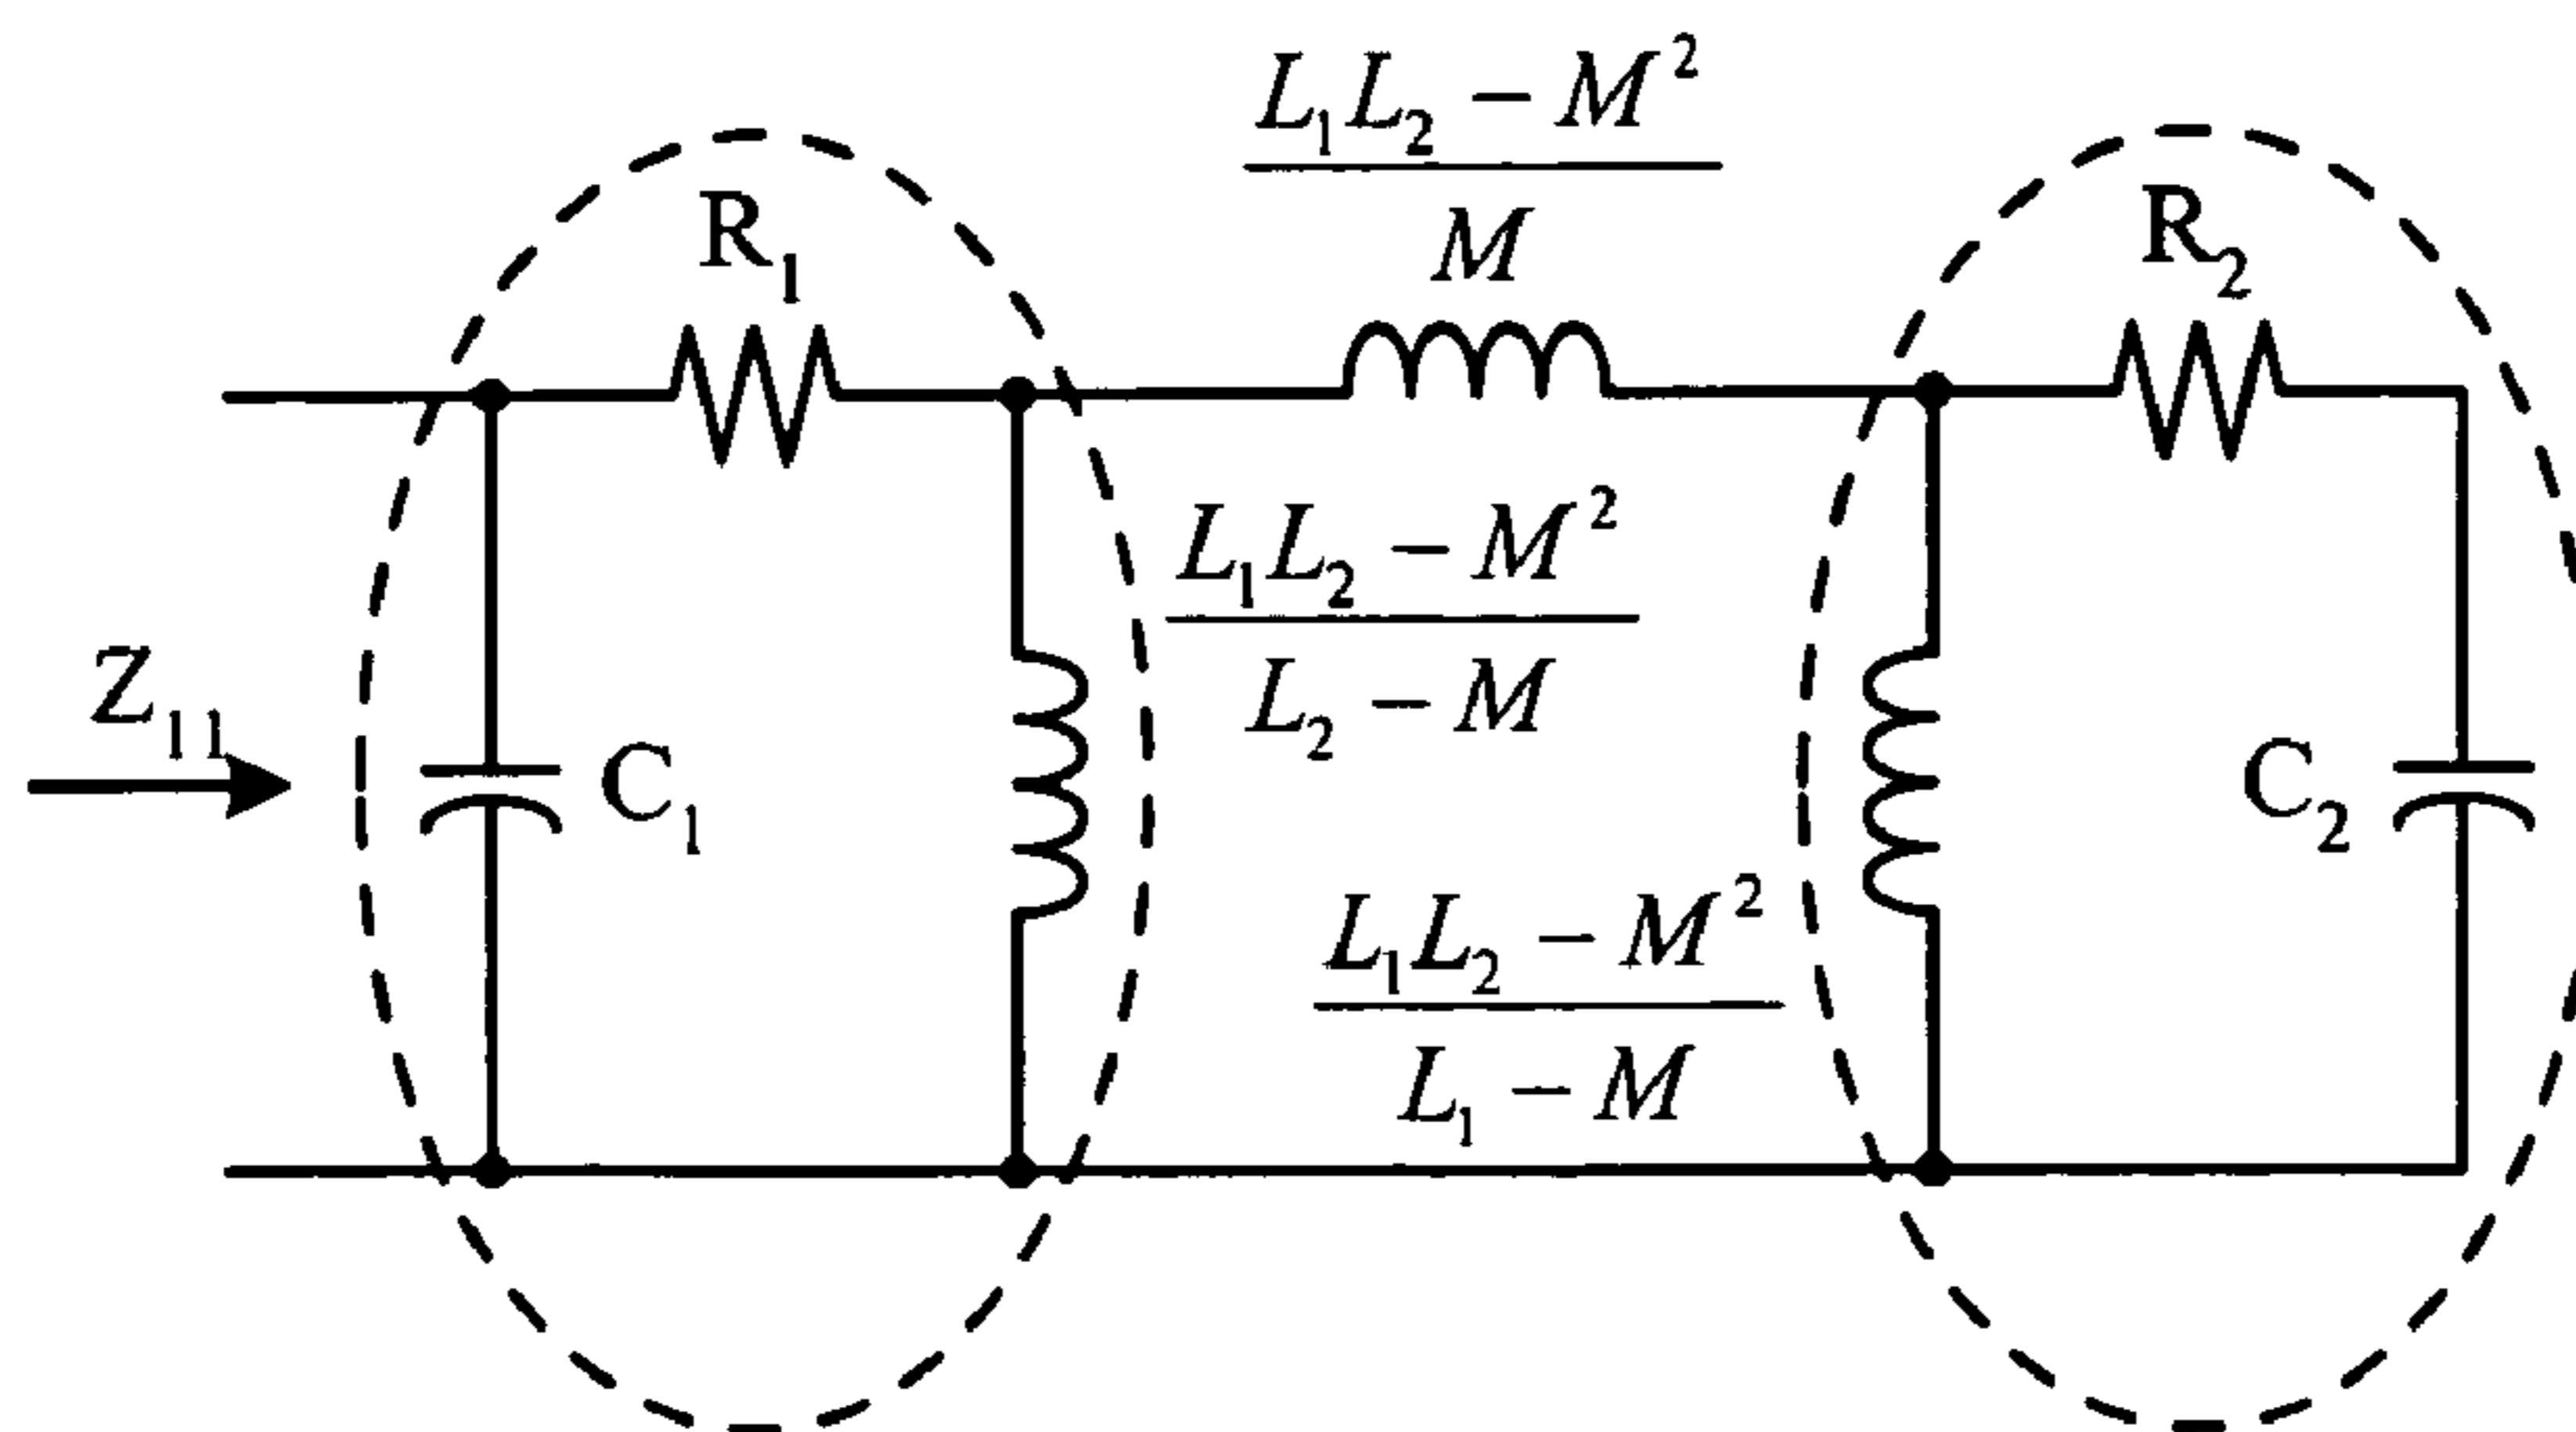 L₁L₂ − M²
M
R₁
R₂
L₁L₂ − M²
L₂ − M
Z₁₁
C₁
C₂
L₁L₂ − M²
L₁ − M